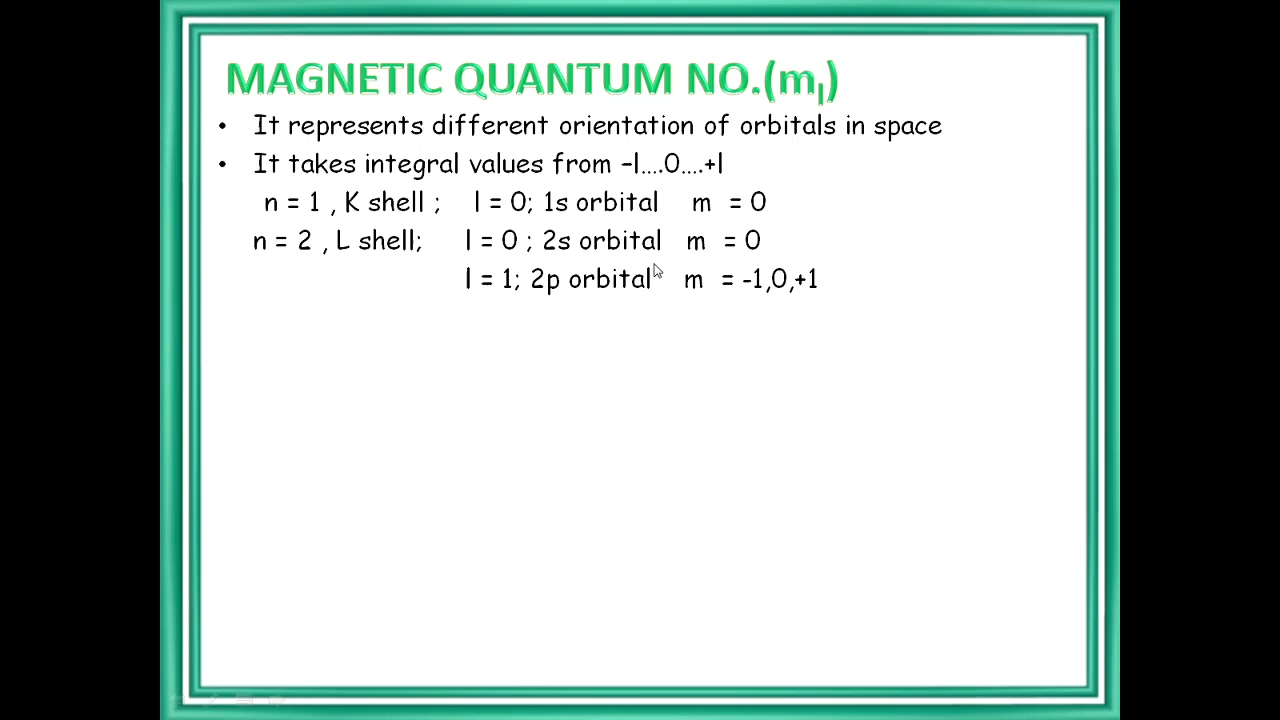 MAGNETIC QUANTUM NO.(ml)
• It represents different orientation of orbitals in space
• It takes integral values from –l....0....+l
n = 1 , K shell ; l = 0; 1s orbital m = 0
n = 2 , L shell; l = 0 ; 2s orbital m = 0
l = 1; 2p orbital m = -1,0,+1